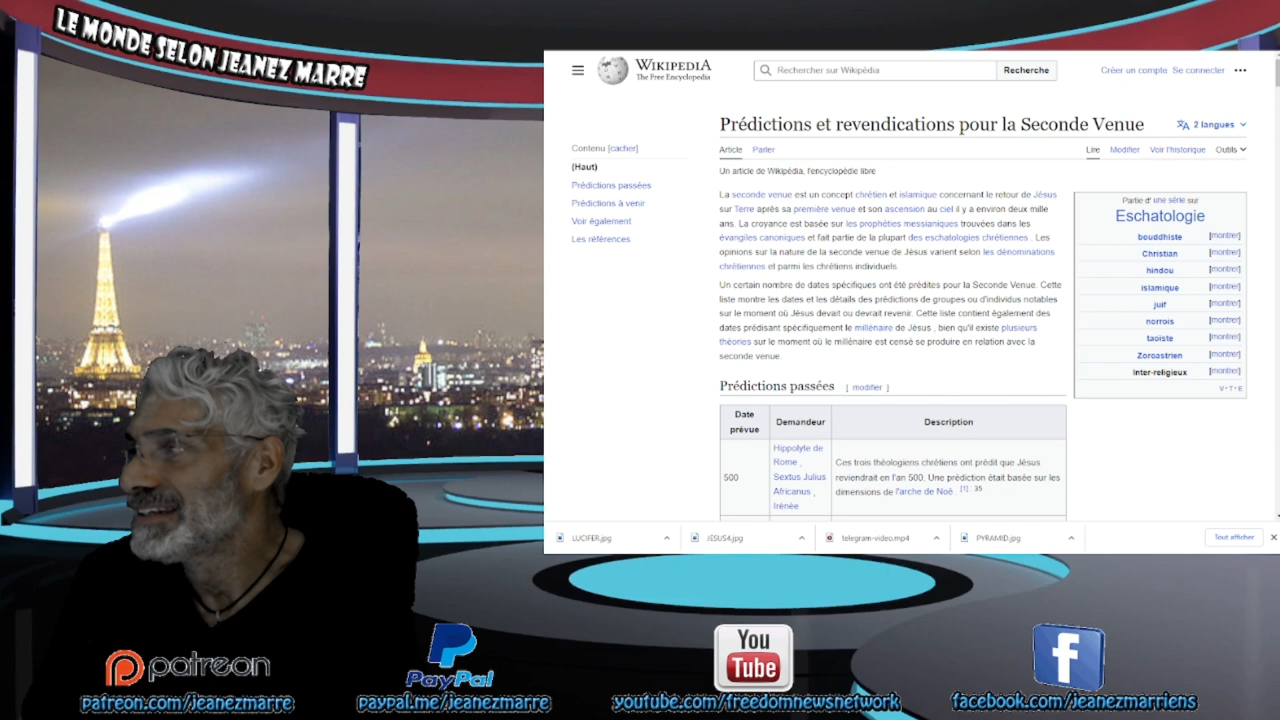 LE MONDE SELON JEANEZ MARRE
WIKIPEDIA
The Free Encyclopedia
Rechercher sur Wikipédia
Recherche
Créer un compte Se connecter
Prédictions et revendications pour la Seconde Venue
2 langues
Contenu [cacher]
(Haut)
Prédictions passées
Prédictions à venir
Voir également
Les références
Article Parler
Lire Modifier Voir l'historique Outils
Un article de Wikipédia, l'encyclopédie libre
La seconde venue est un concept chrétien et islamique concernant le retour de Jésus
sur Terre après sa première venue et son ascension au ciel il y a environ deux mille
ans. La croyance est basée sur les prophéties messianiques trouvées dans les
évangiles canoniques et fait partie de la plupart des eschatologies chrétiennes . Les
opinions sur la nature de la seconde venue de Jésus varient selon les dénominations
chrétiennes et parmi les chrétiens individuels.
Un certain nombre de dates spécifiques ont été prédites pour la Seconde Venue. Cette
liste montre les dates et les détails des prédictions de groupes ou d'individus notables
sur le moment où Jésus devait ou devrait revenir. Cette liste contient également des
dates prédisant spécifiquement le millénaire de Jésus , bien qu'il existe plusieurs
théories sur le moment où le millénaire est censé se produire en relation avec la
seconde venue.
Partie d' une série sur
Eschatologie
bouddhiste [montrer]
Christian [montrer]
hindou [montrer]
islamique [montrer]
juif [montrer]
norrois [montrer]
taoïste [montrer]
Zoroastrien [montrer]
Inter-religieux [montrer]
V · T · E
Prédictions passées [ modifier ]
Date prévue Demandeur Description
500
Hippolyte de
Rome ,
Sextus Julius
Africanus ,
Irénée
Ces trois théologiens chrétiens ont prédit que Jésus
reviendrait en l'an 500. Une prédiction était basée sur les
dimensions de l'arche de Noé . [1] : 35
LUCIFER.jpg
JESUS4.jpg
telegram-video.mp4
PYRAMID.jpg
Tout afficher
patreon
PayPal
You
Tube
f
patreon.com/jeanezmarre
paypal.me/jeanezmarre
youtube.com/freedomnewsnetwork
facebook.com/jeanezmarriens